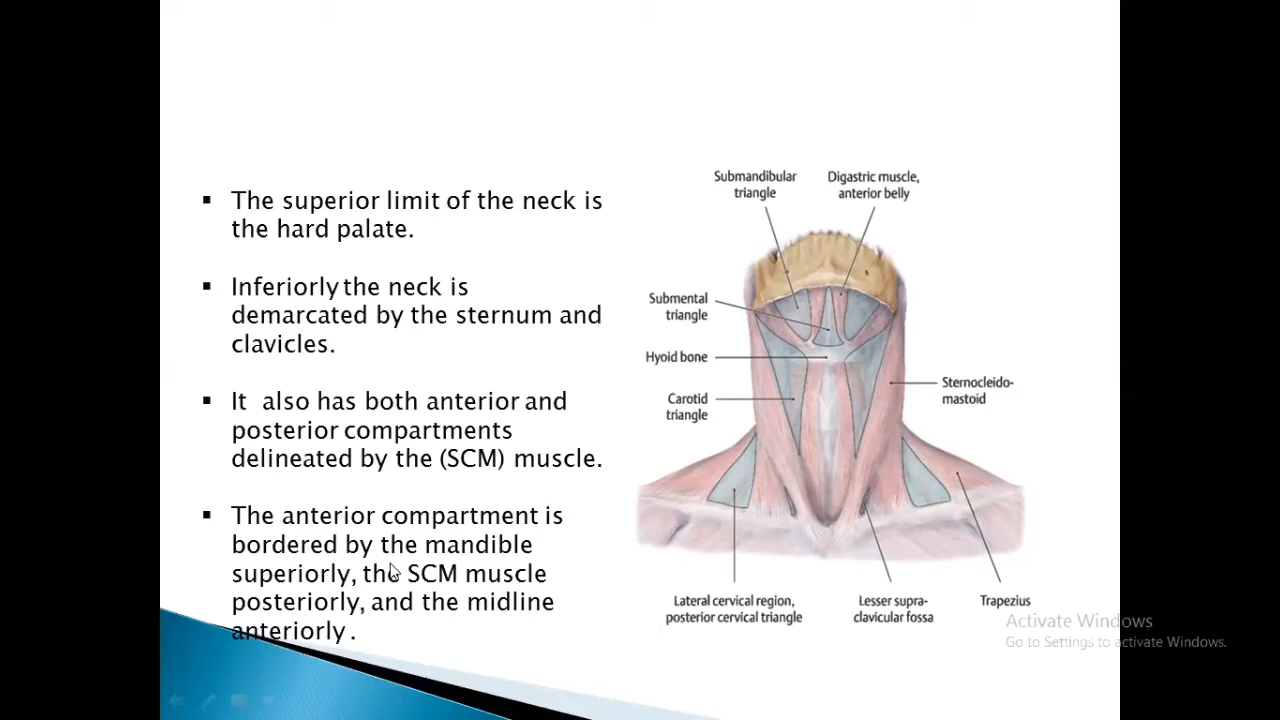 ▪ The superior limit of the neck is
the hard palate.
▪ Inferiorly the neck is
demarcated by the sternum and
clavicles.
▪ It also has both anterior and
posterior compartments
delineated by the (SCM) muscle.
▪ The anterior compartment is
bordered by the mandible
superiorly, the SCM muscle
posteriorly, and the midline
anteriorly .
Submandibular
triangle
Digastric muscle,
anterior belly
Submental
triangle
Hyoid bone
Carotid
triangle
Sternocleido-
mastoid
Lateral cervical region,
posterior cervical triangle
Lesser supra-
clavicular fossa
Trapezius
Activate Windows
Go to Settings to activate Windows.